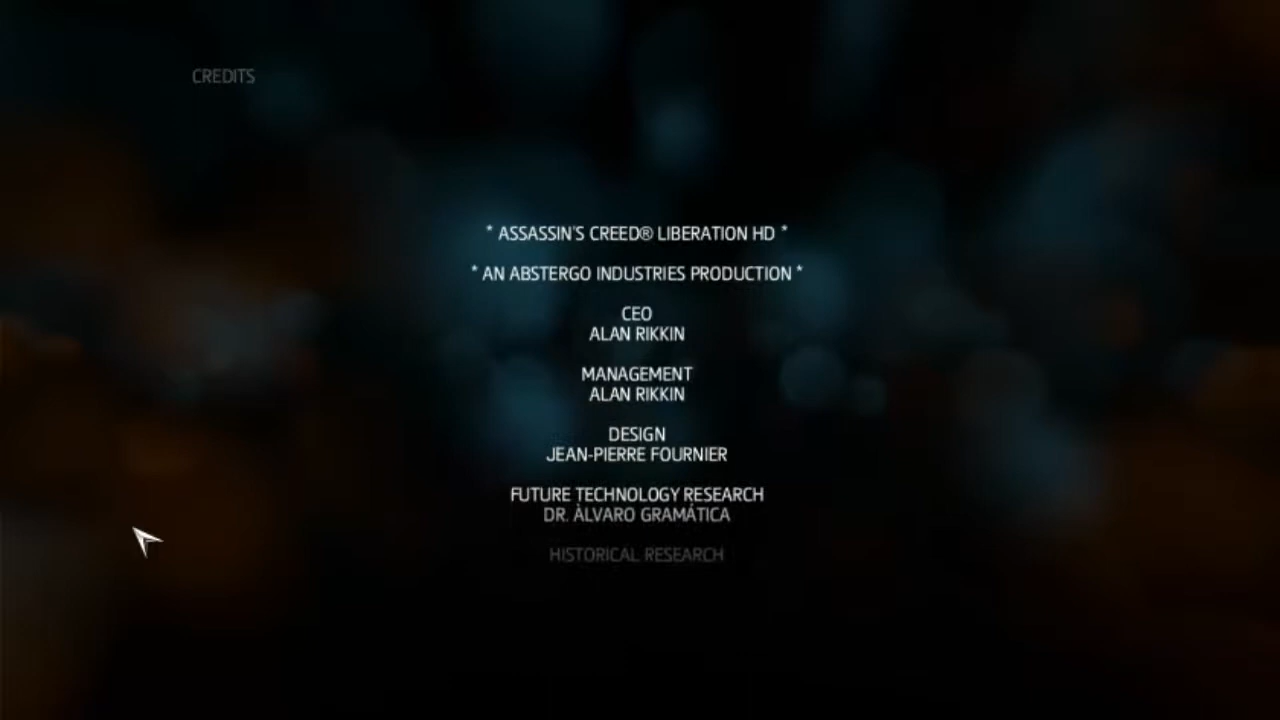 CREDITS
* ASSASSIN'S CREED® LIBERATION HD *
* AN ABSTERGO INDUSTRIES PRODUCTION *
CEO
ALAN RIKKIN
MANAGEMENT
ALAN RIKKIN
DESIGN
JEAN-PIERRE FOURNIER
FUTURE TECHNOLOGY RESEARCH
DR. ÀLVARO GRAMÁTICA
HISTORICAL RESEARCH